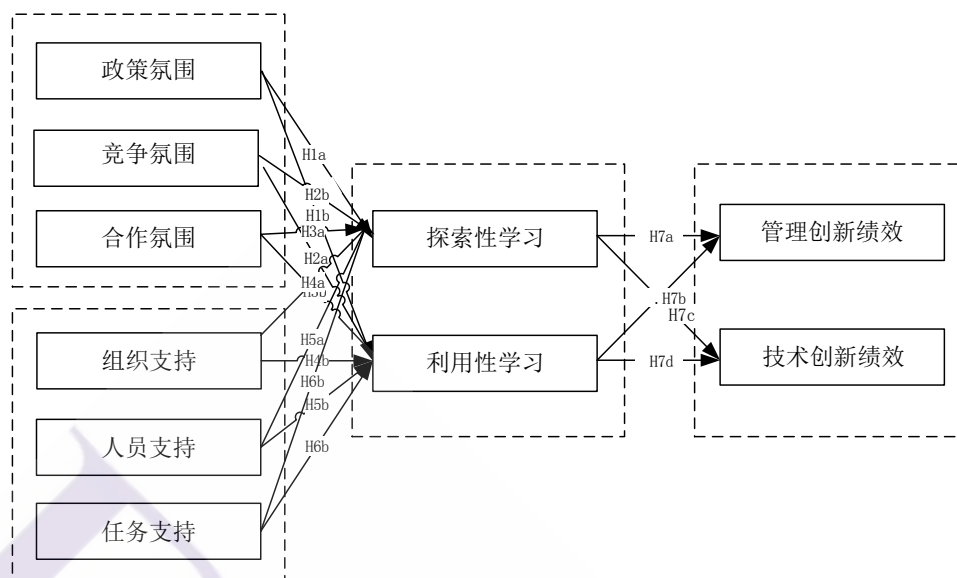 政策氛围
竞争氛围
合作氛围
组织支持
人员支持
任务支持
H1a
H2b
H1b
H3a
H2a
H4a
H3b
H5a
H4b
H6b
H5b
H6b
探索性学习
利用性学习
H7a
H7b
H7c
H7d
管理创新绩效
技术创新绩效